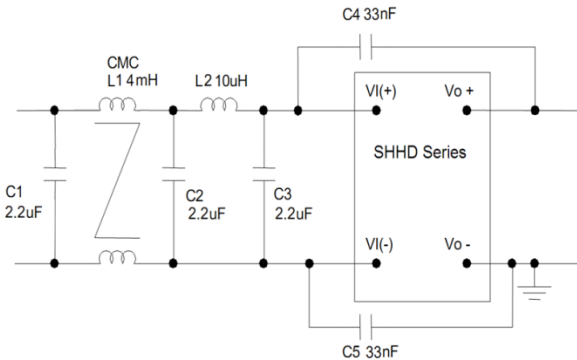 C4 33nF
CMC
L1 4mH
L2 10uH
VI(+)
Vo +
SHHD Series
C1
2.2uF
C2
2.2uF
C3
2.2uF
VI(-)
Vo -
C5 33nF